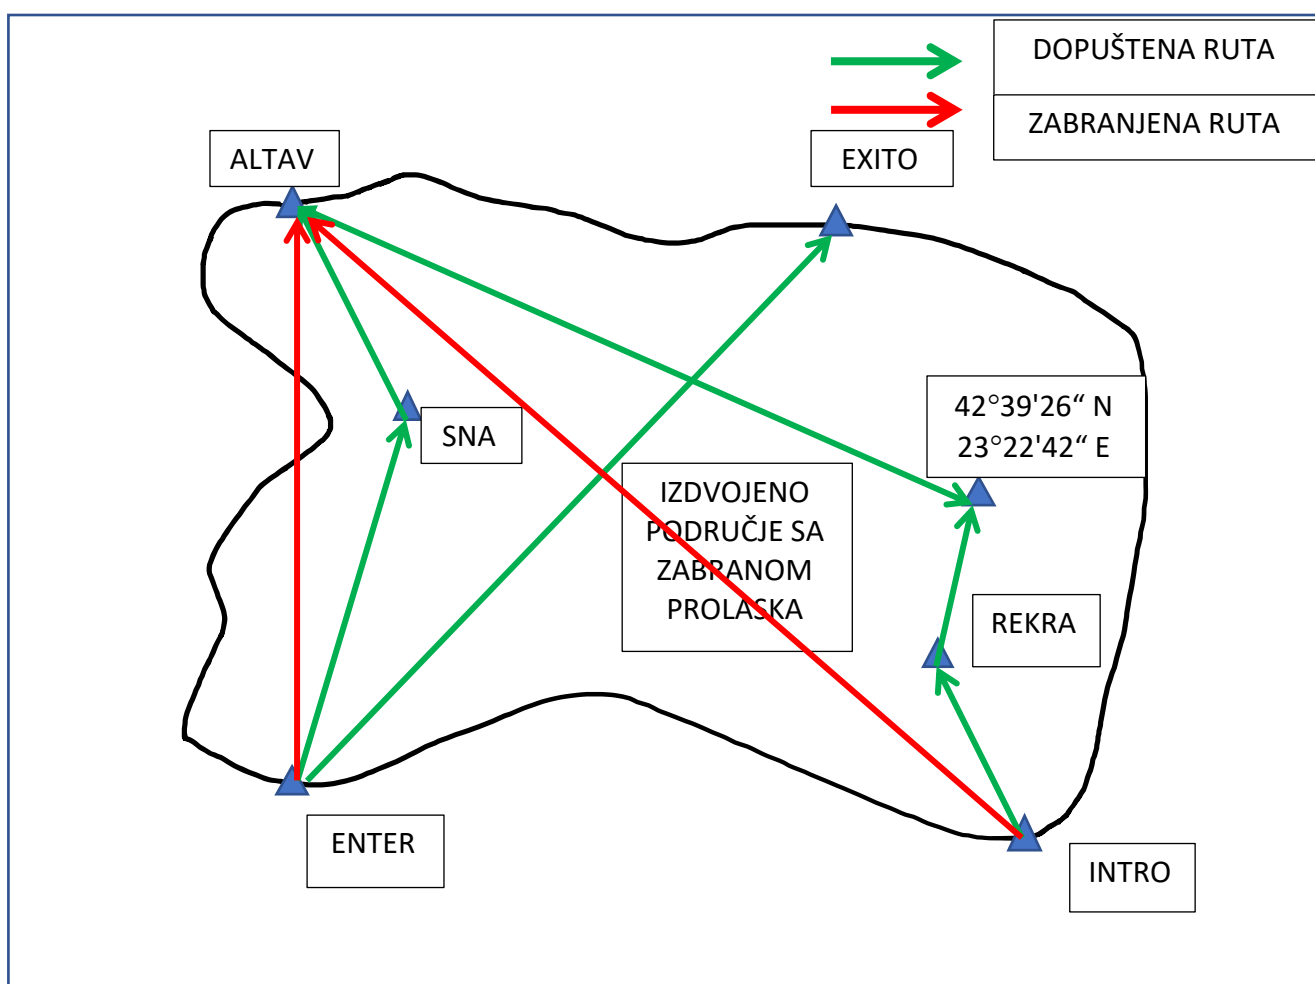 DOPUŠTENA RUTA
ZABRANJENA RUTA
ALTAV
EXITO
42°39'26“ N
23°22'42“ E
SNA
IZDVOJENO
PODRUČJE SA
ZABRANOM
PROLASKA
REKRA
ENTER
INTRO